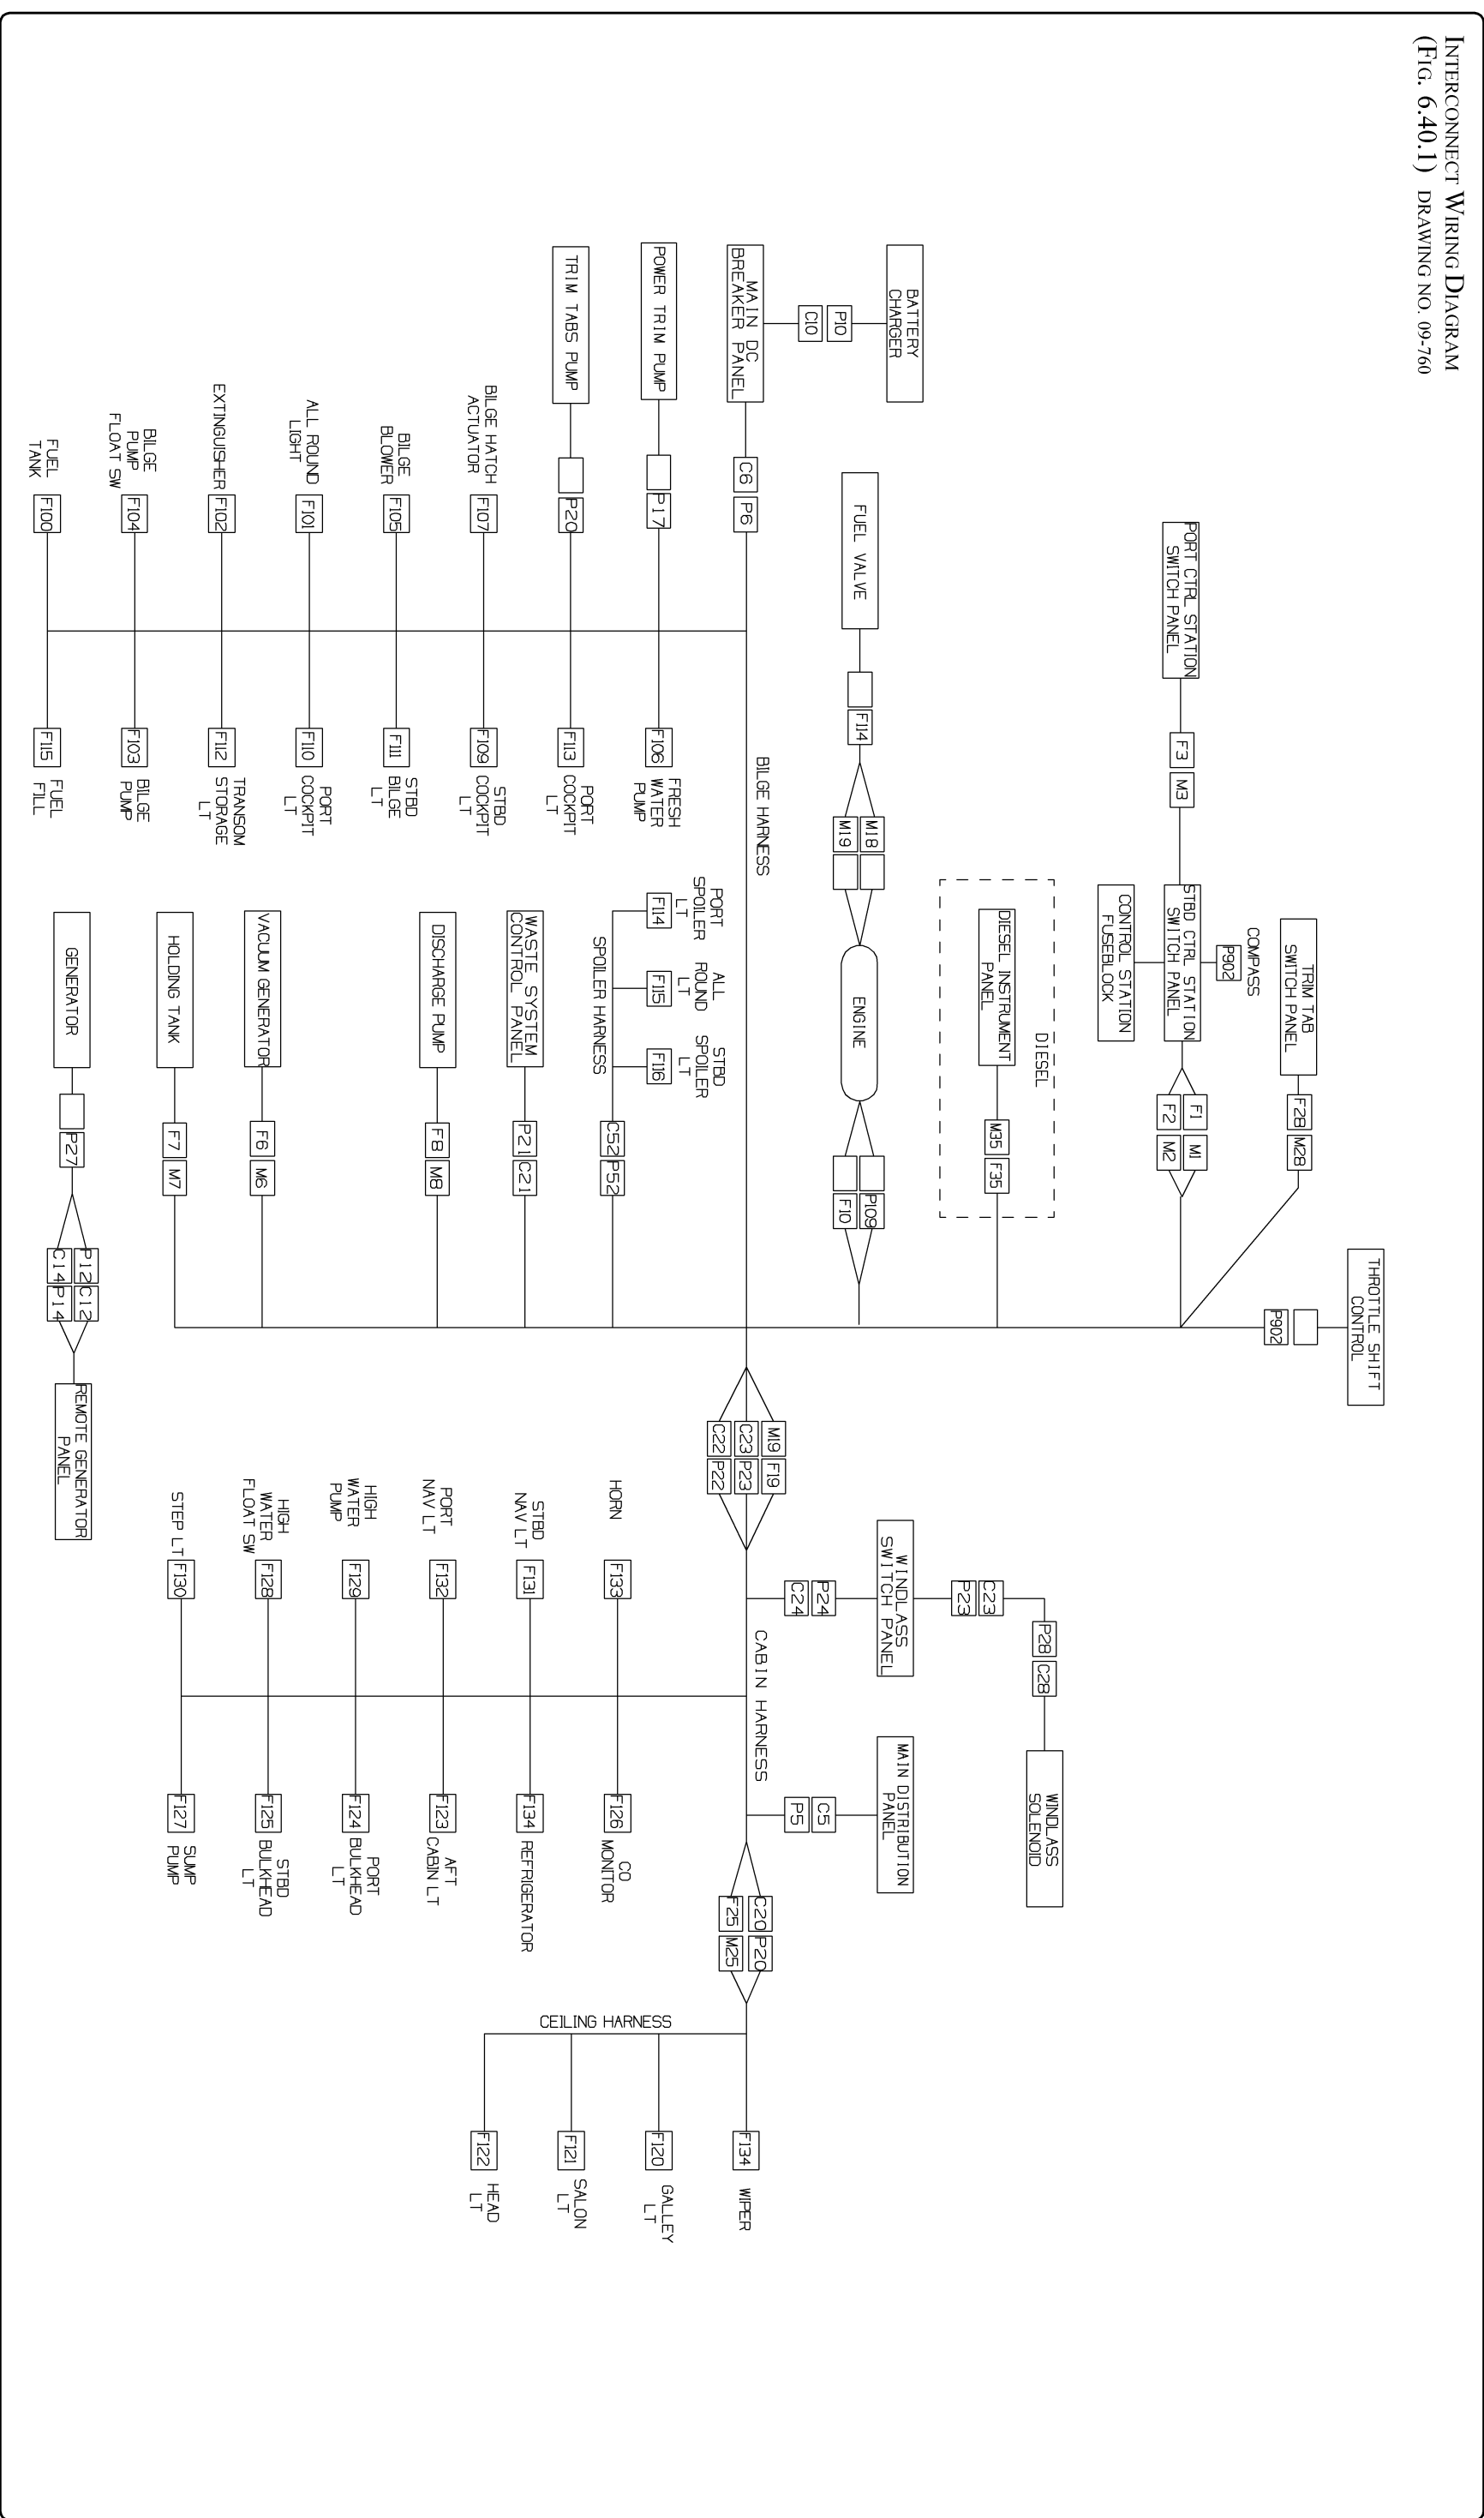 INTERCONNECT WIRING DIAGRAM
(FIG. 6.40.1) DRAWING NO. 09-760
THROTTLE SHIFT
CONTROL
P902
TRIM TAB
SWITCH PANEL
F28
M28
COMPASS
P902
PORT CTRL STATION
SWITCH PANEL
F3
M3
STBD CTRL STATION
SWITCH PANEL
F1
M1
F2
M2
CONTROL STATION
FUSEBLOCK
DIESEL
DIESEL INSTRUMENT
PANEL
M35
F35
WINDLASS
SOLENOID
P28
C28
C23
P23
BATTERY
CHARGER
P10
C10
FUEL VALVE
F114
M18
M19
ENGINE
P109
F10
WINDLASS
SWITCH PANEL
P24
C24
MAIN DISTRIBUTION
PANEL
C5
P5
MAIN DC
BREAKER PANEL
C6
P6
BILGE HARNESS
M19
F19
C23
P23
C22
P22
CABIN HARNESS
C20
P20
F25
M25
F134
WIPER
CEILING HARNESS
F120
GALLEY
LT
F121
SALON
LT
F122
HEAD
LT
POWER TRIM PUMP
P17
F106
FRESH
WATER
PUMP
TRIM TABS PUMP
P20
F113
PORT
COCKPIT
LT
BILGE HATCH
ACTUATOR
F107
F109
STBD
COCKPIT
LT
BILGE
BLOWER
F105
F111
STBD
BILGE
LT
ALL ROUND
LIGHT
F101
F110
PORT
COCKPIT
LT
EXTINGUISHER
F102
F112
TRANSOM
STORAGE
LT
BILGE
PUMP
FLOAT SW
F104
F103
BILGE
PUMP
FUEL
TANK
F100
F115
FUEL
FILL
PORT
SPOILER
LT
F114
ALL
ROUND
LT
F115
STBD
SPOILER
LT
F116
SPOILER HARNESS
C52
P52
WASTE SYSTEM
CONTROL PANEL
P21
C21
DISCHARGE PUMP
F8
M8
VACUUM GENERATOR
F6
M6
HOLDING TANK
F7
M7
GENERATOR
P27
P12
C12
C14
P14
REMOTE GENERATOR
PANEL
HORN
F133
F126
CO
MONITOR
STBD
NAV LT
F131
F134
REFRIGERATOR
PORT
NAV LT
F132
F123
AFT
CABIN LT
HIGH
WATER
PUMP
F129
F124
PORT
BULKHEAD
LT
HIGH
WATER
FLOAT SW
F128
F125
STBD
BULKHEAD
LT
STEP LT
F130
F127
SUMP
PUMP